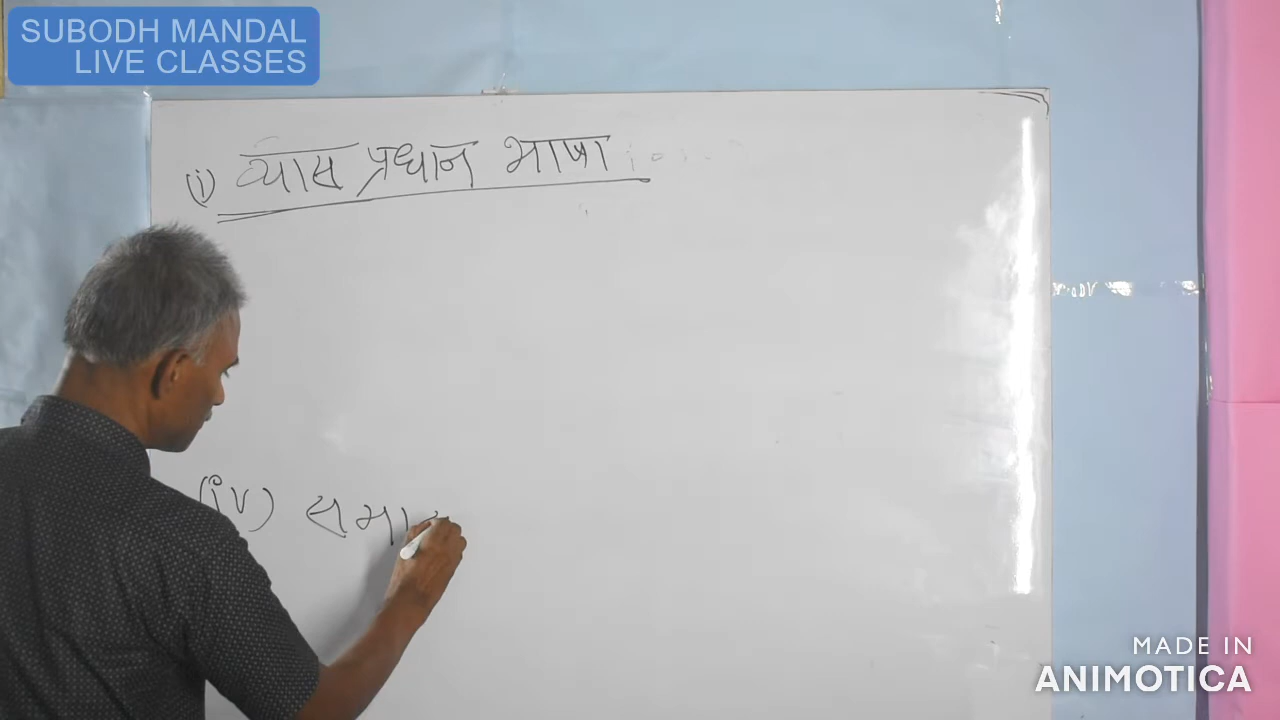 SUBODH MANDAL
LIVE CLASSES
(i) व्यास प्रधान भाषा
(iv) समा
MADE IN
ANIMOTICA